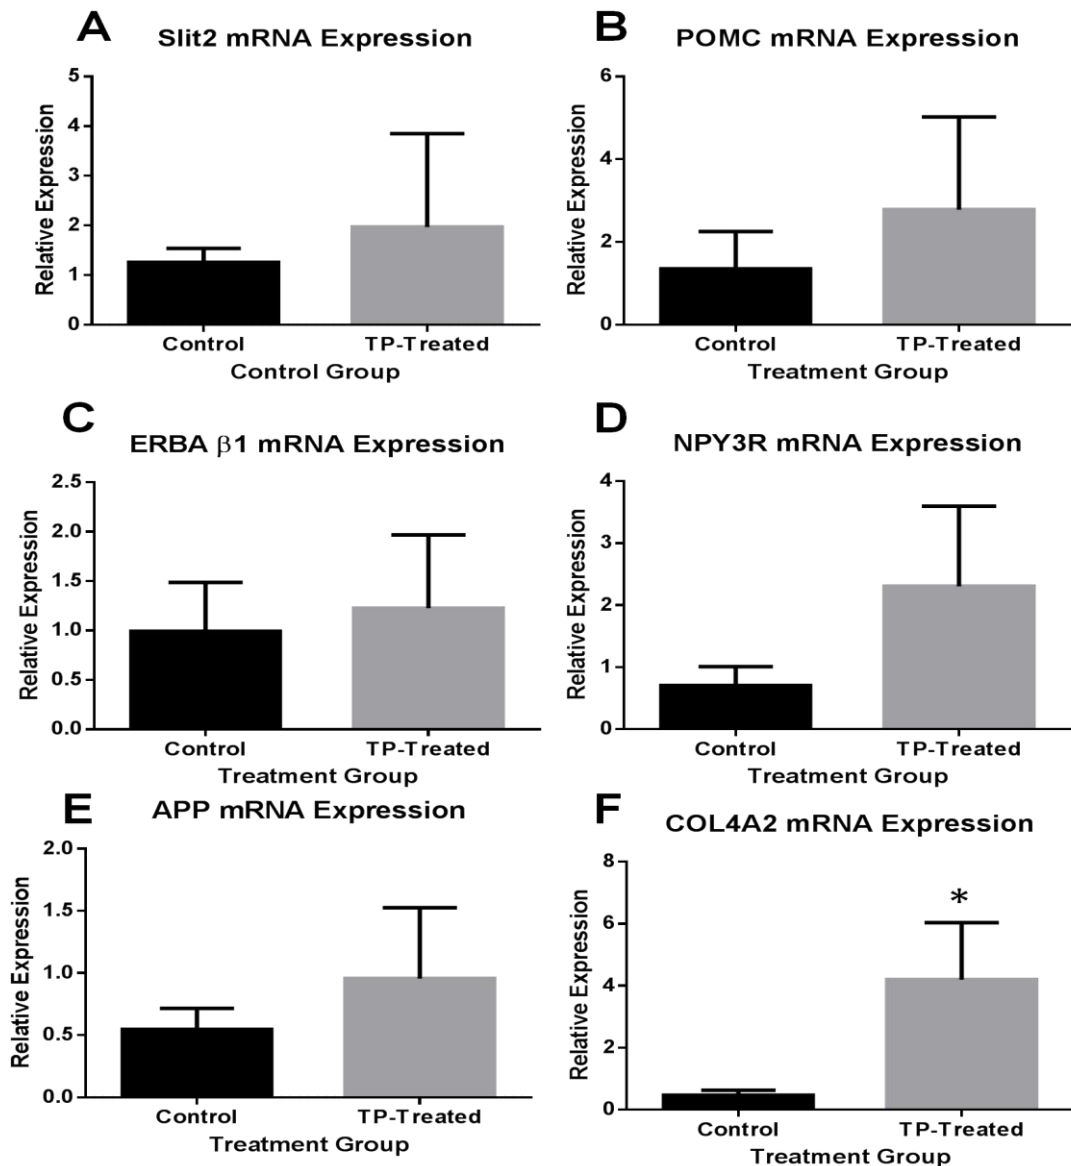 A
Slit2 mRNA Expression
Relative Expression
5
4
3
2
1
0
Control
TP-Treated
Control Group
B
POMC mRNA Expression
Relative Expression
6
4
2
0
Control
TP-Treated
Treatment Group
C
ERBA β1 mRNA Expression
Relative Expression
2.5
2.0
1.5
1.0
0.5
0.0
Control
TP-Treated
Treatment Group
D
NPY3R mRNA Expression
Relative Expression
4
3
2
1
0
Control
TP-Treated
Treatment Group
E
APP mRNA Expression
Relative Expression
2.0
1.5
1.0
0.5
0.0
Control
TP-Treated
Treatment Group
F
COL4A2 mRNA Expression
Relative Expression
8
6
4
2
0
*
Control
TP-Treated
Treatment Group